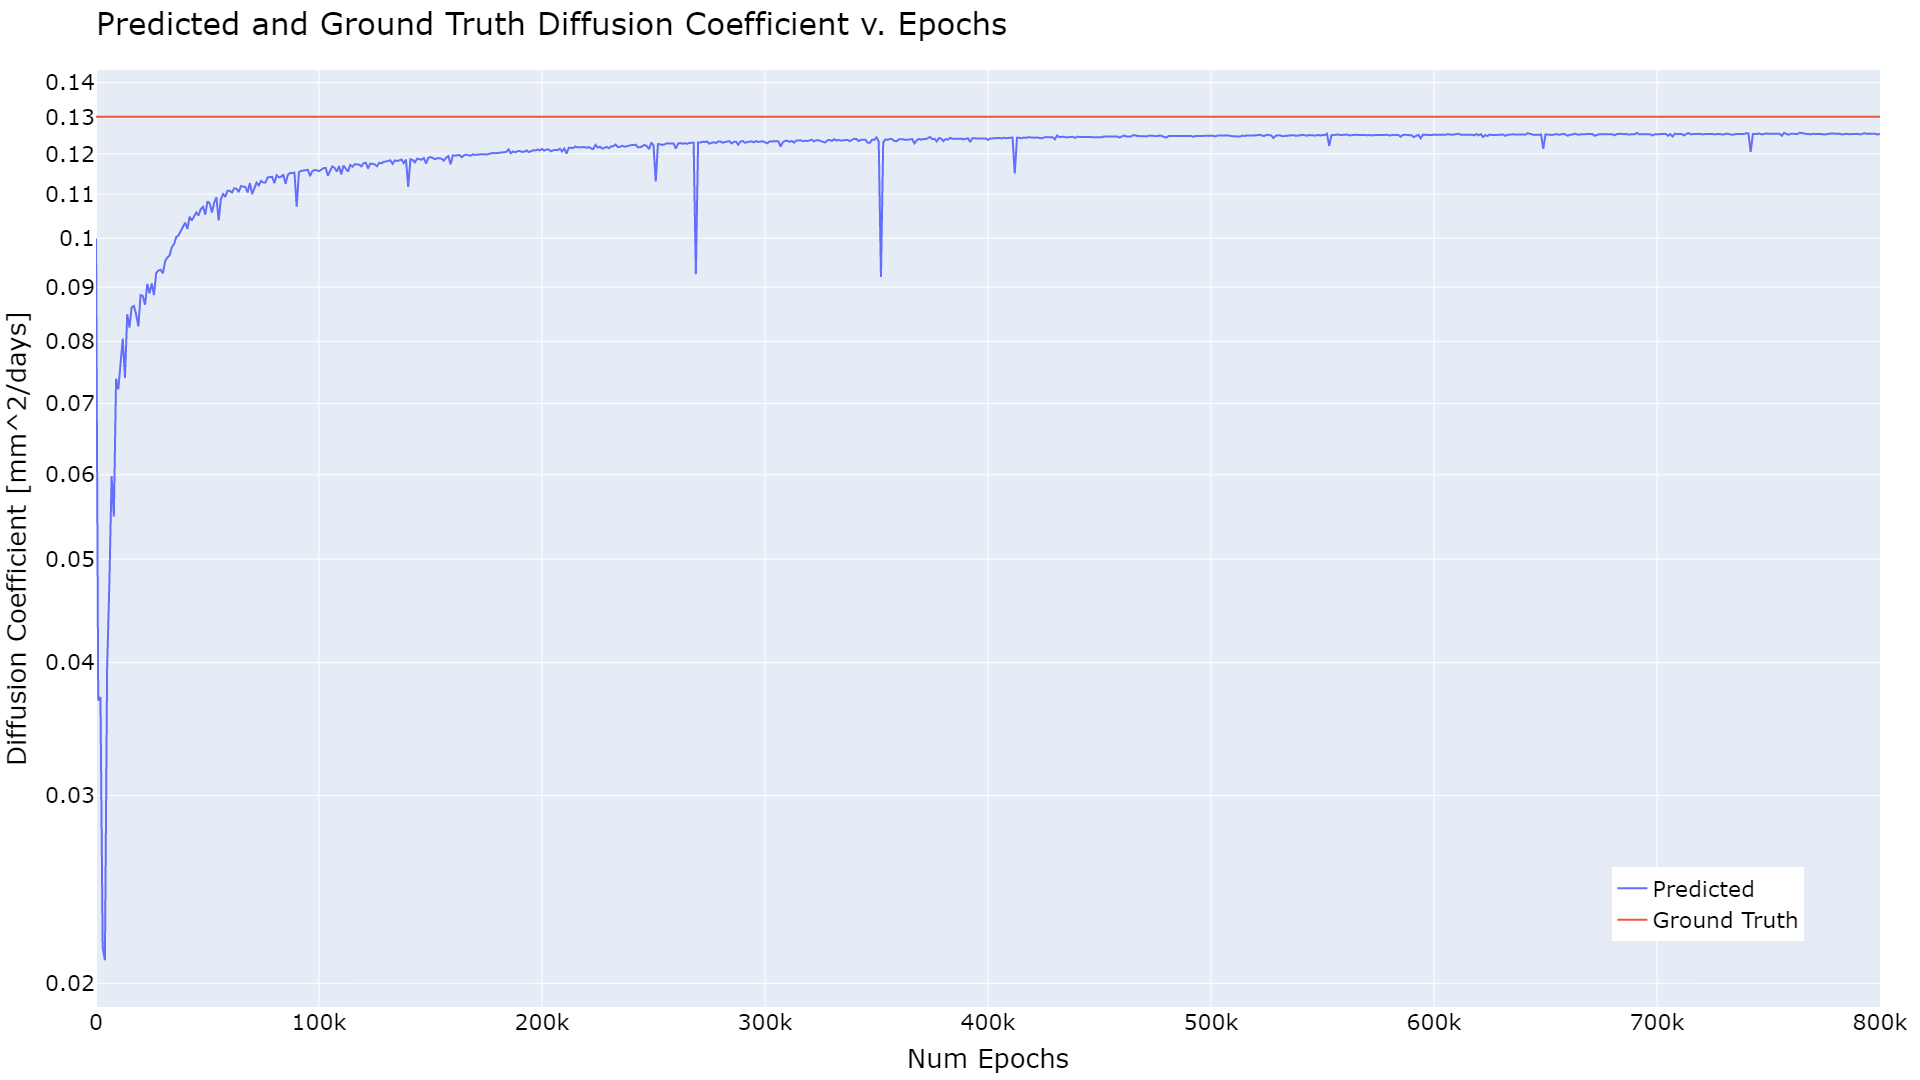 Predicted and Ground Truth Diffusion Coefficient v. Epochs
0.14
0.13
0.12
0.11
0.1
0.09
0.08
0.07
0.06
0.05
0.04
0.03
0.02
Diffusion Coefficient [mm^2/days]
Predicted
Ground Truth
0 100k 200k 300k 400k 500k 600k 700k 800k
Num Epochs